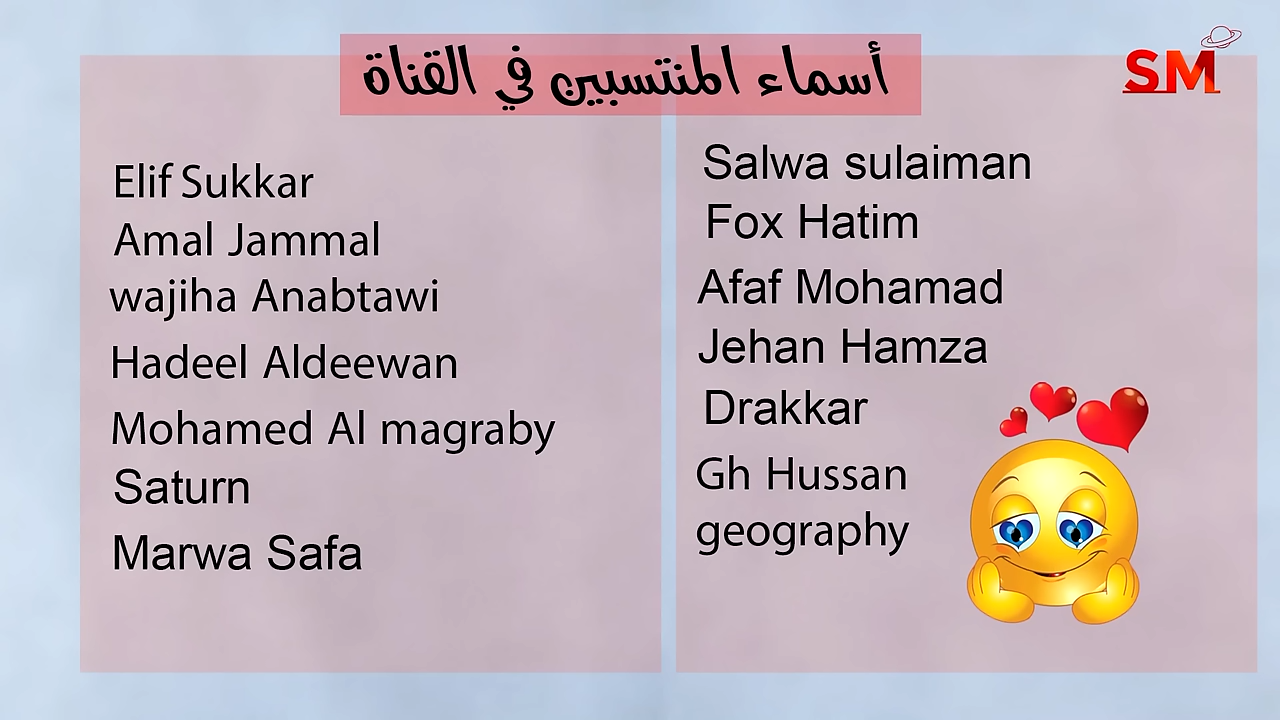 أسماء المنتسبين في القناة
SM
Elif Sukkar
Amal Jammal
wajiha Anabtawi
Hadeel Aldeewan
Mohamed Al magraby
Saturn
Marwa Safa
Salwa sulaiman
Fox Hatim
Afaf Mohamad
Jehan Hamza
Drakkar
Gh Hussan
geography